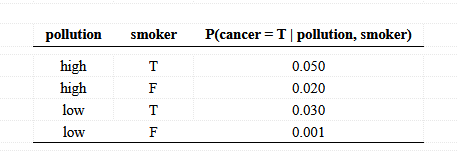 pollution smoker P(cancer = T | pollution, smoker)
high T 0.050
high F 0.020
low T 0.030
low F 0.001